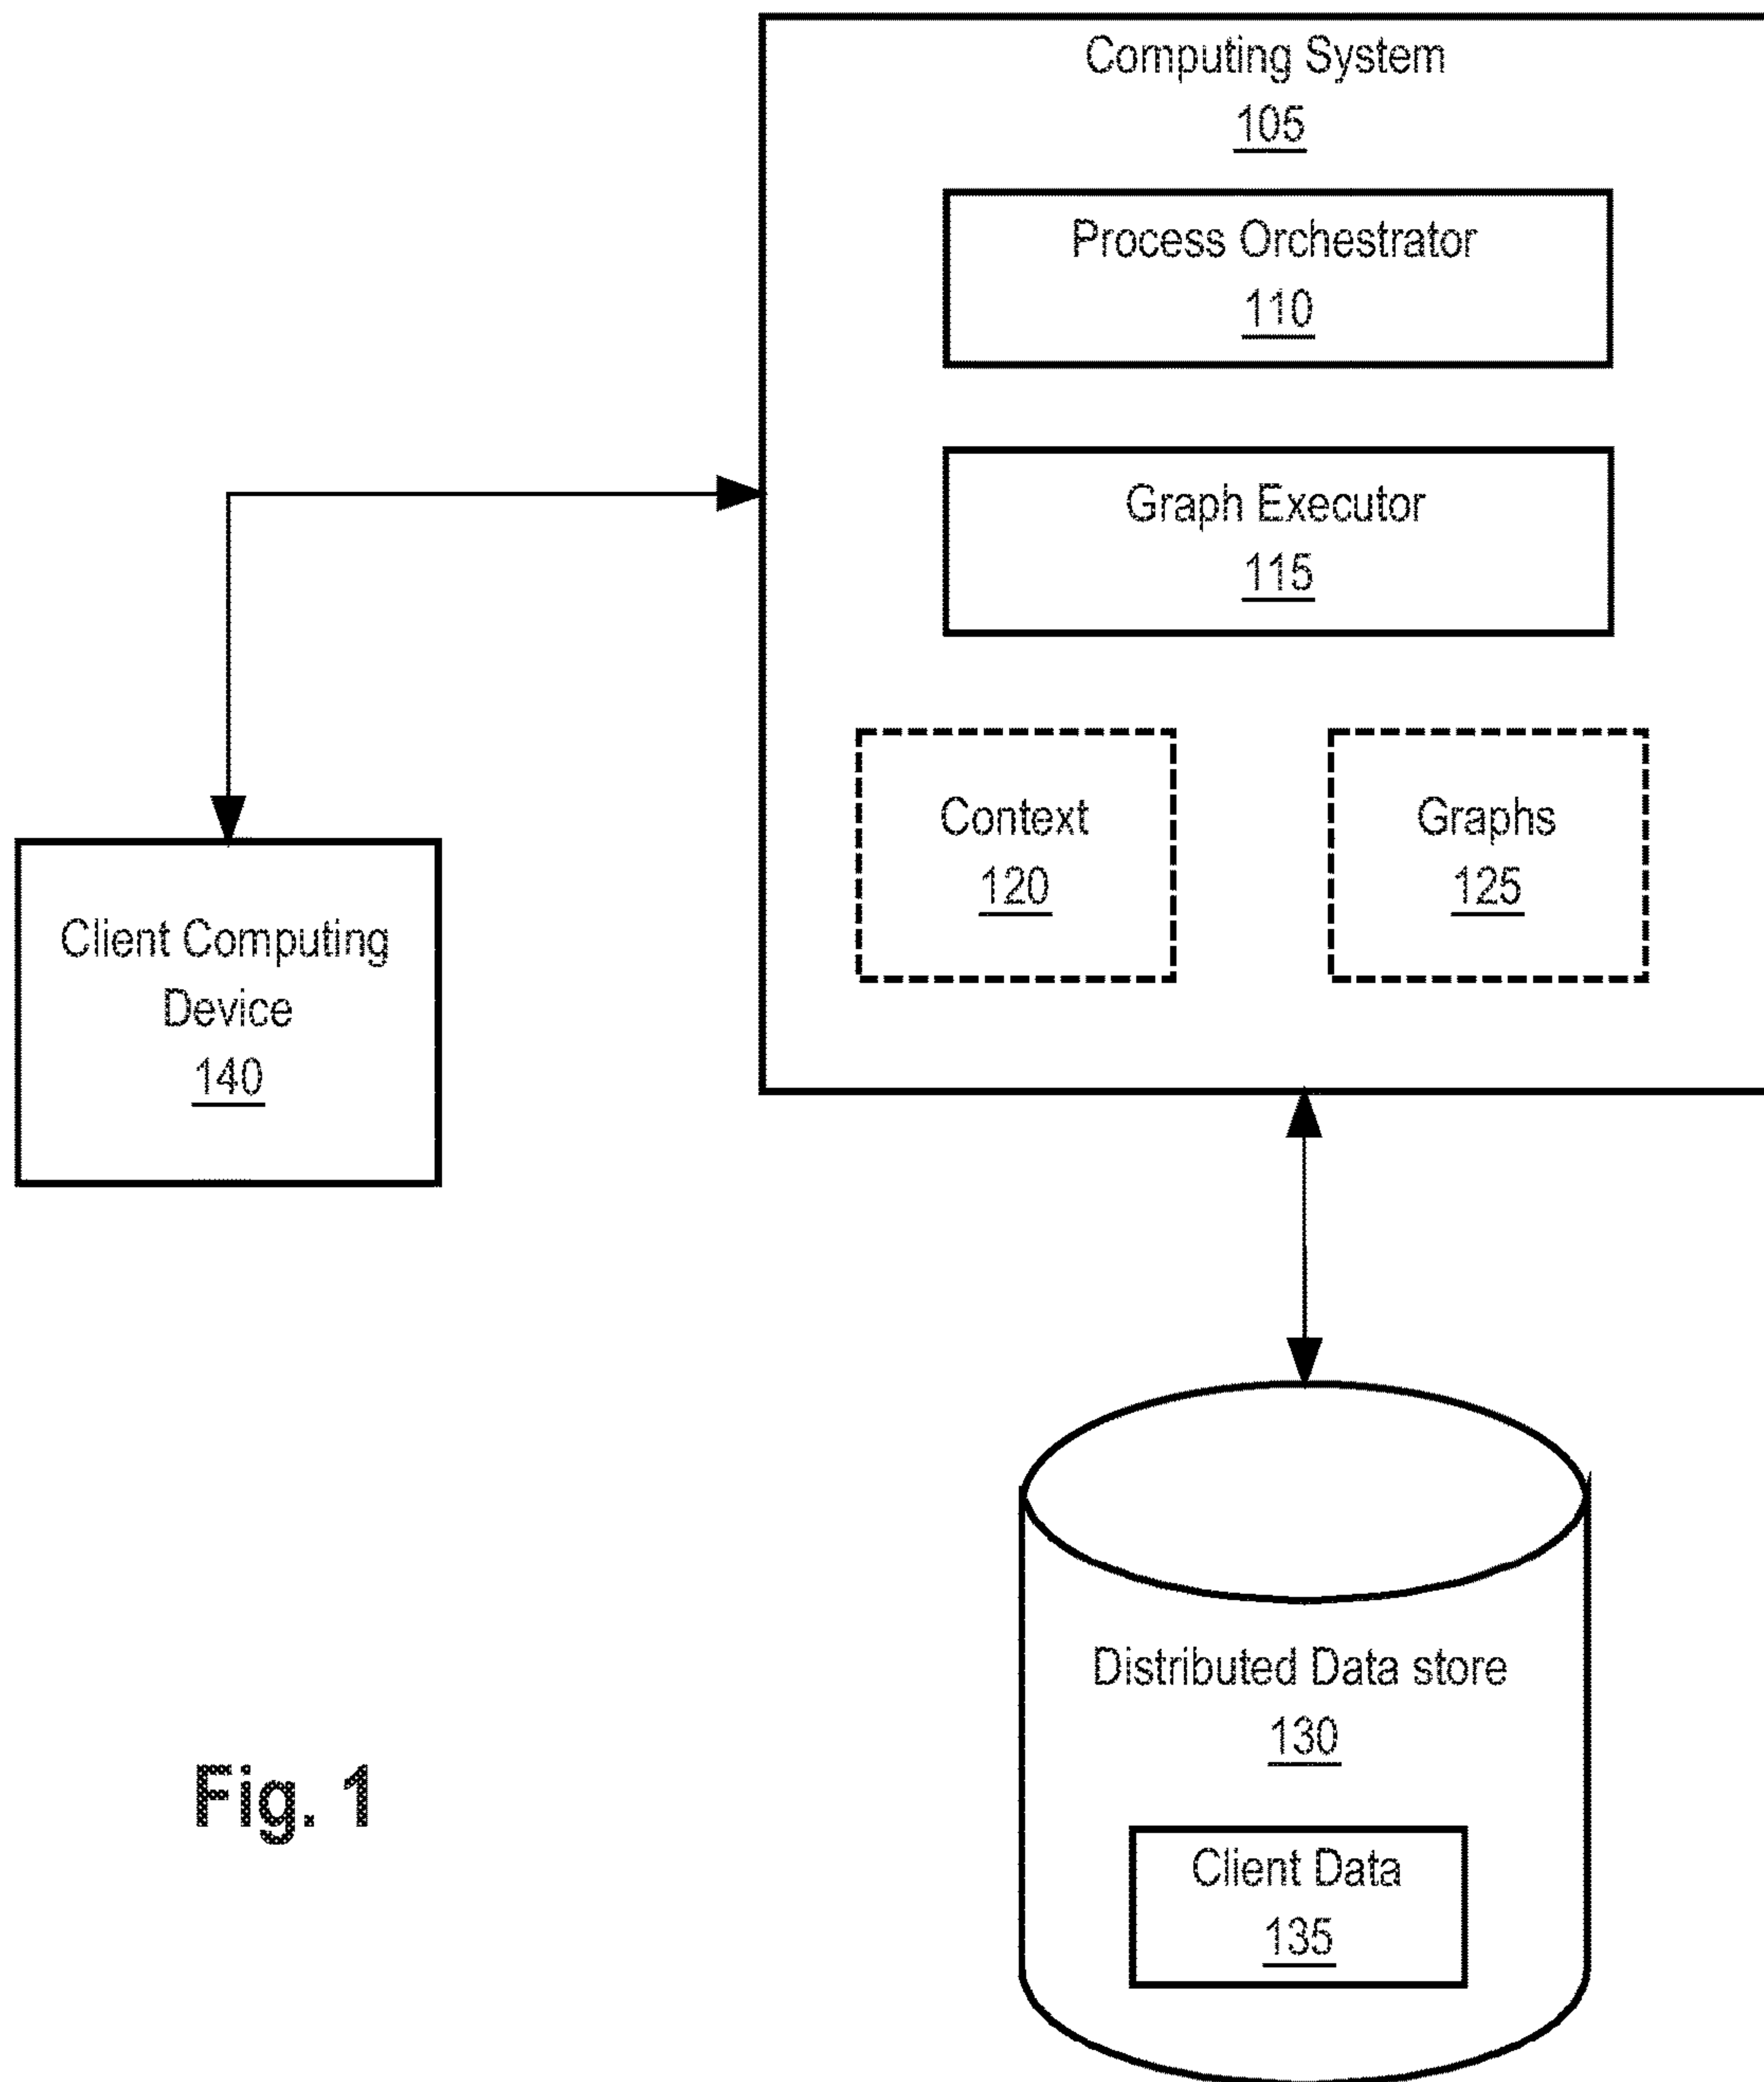 Computing System
105
Process Orchestrator
110
Graph Executor
115
Context
120
Graphs
125
Client Computing
Device
140
Distributed Data store
130
Client Data
135
Fig. 1